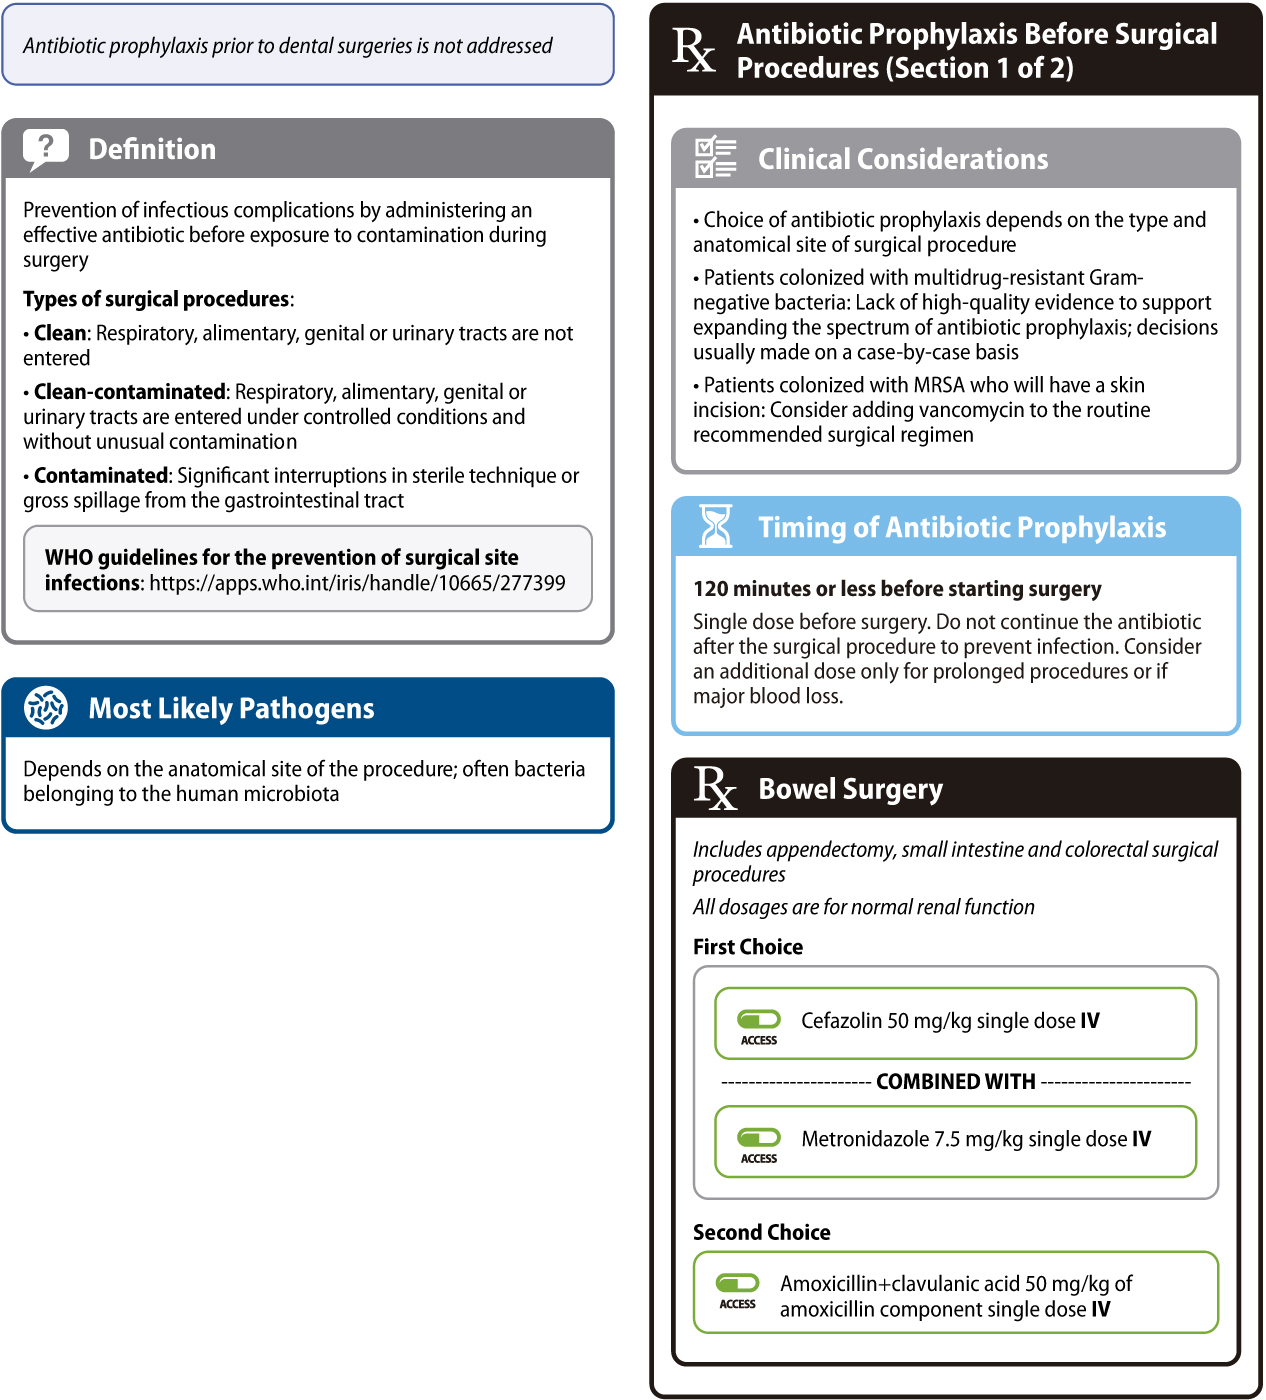 Antibiotic prophylaxis prior to dental surgeries is not addressed
Definition
Prevention of infectious complications by administering an
effective antibiotic before exposure to contamination during
surgery
Types of surgical procedures:
• Clean: Respiratory, alimentary, genital or urinary tracts are not
entered
• Clean-contaminated: Respiratory, alimentary, genital or
urinary tracts are entered under controlled conditions and
without unusual contamination
• Contaminated: Significant interruptions in sterile technique or
gross spillage from the gastrointestinal tract
WHO guidelines for the prevention of surgical site
infections: https://apps.who.int/iris/handle/10665/277399
Most Likely Pathogens
Depends on the anatomical site of the procedure; often bacteria
belonging to the human microbiota
Rx Antibiotic Prophylaxis Before Surgical
Procedures (Section 1 of 2)
Clinical Considerations
• Choice of antibiotic prophylaxis depends on the type and
anatomical site of surgical procedure
• Patients colonized with multidrug-resistant Gram-
negative bacteria: Lack of high-quality evidence to support
expanding the spectrum of antibiotic prophylaxis; decisions
usually made on a case-by-case basis
• Patients colonized with MRSA who will have a skin
incision: Consider adding vancomycin to the routine
recommended surgical regimen
Timing of Antibiotic Prophylaxis
120 minutes or less before starting surgery
Single dose before surgery. Do not continue the antibiotic
after the surgical procedure to prevent infection. Consider
an additional dose only for prolonged procedures or if
major blood loss.
Rx Bowel Surgery
Includes appendectomy, small intestine and colorectal surgical
procedures
All dosages are for normal renal function
First Choice
Cefazolin 50 mg/kg single dose IV
ACCESS
---------------------- COMBINED WITH ----------------------
Metronidazole 7.5 mg/kg single dose IV
ACCESS
Second Choice
Amoxicillin+clavulanic acid 50 mg/kg of
amoxicillin component single dose IV
ACCESS